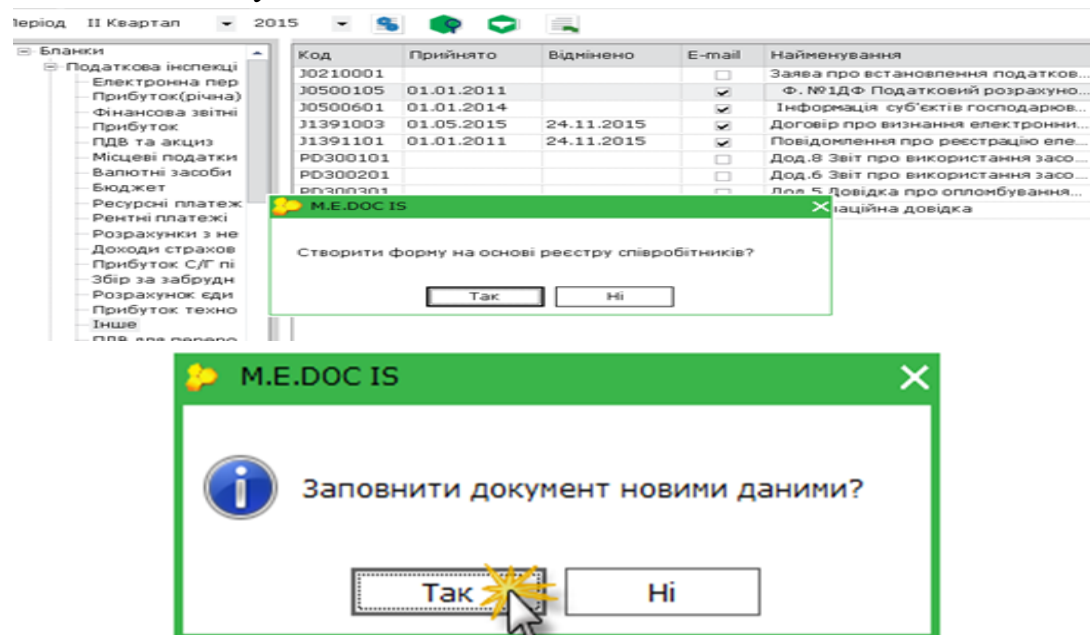 Період II Квартал 2015
Бланки
Податкова інспекці
Електронна пер
Прибуток(річна)
Фінансова звітні
Прибуток
ПДВ та акциз
Місцеві податки
Валютні засоби
Бюджет
Ресурсні платеж
Рентні платежі
Розрахунки з не
Доходи страхов
Прибуток С/Г пі
Збір за забрудн
Розрахунок єди
Прибуток техно
Інше
Код Прийнято Відмінено E-mail Найменування
J0210001 Заява про встановлення податков...
J0500105 01.01.2011 Ф. №1ДФ Податковий розрахуно...
J0500601 01.01.2014 Інформація суб'єктів господарюв...
J1391003 01.05.2015 24.11.2015 Договір про визнання електронни...
J1391101 01.01.2011 24.11.2015 Повідомлення про реєстрацію еле...
PD300101 Дод.8 Звіт про використання засо...
PD300201 Дод.6 Звіт про використання засо...
PD300301 Дод.5 Довідка про опломбування...
аційна довідка
M.E.DOC IS
Створити форму на основі реєстру співробітників?
Так Ні
M.E.DOC IS
Заповнити документ новими даними?
Так Ні